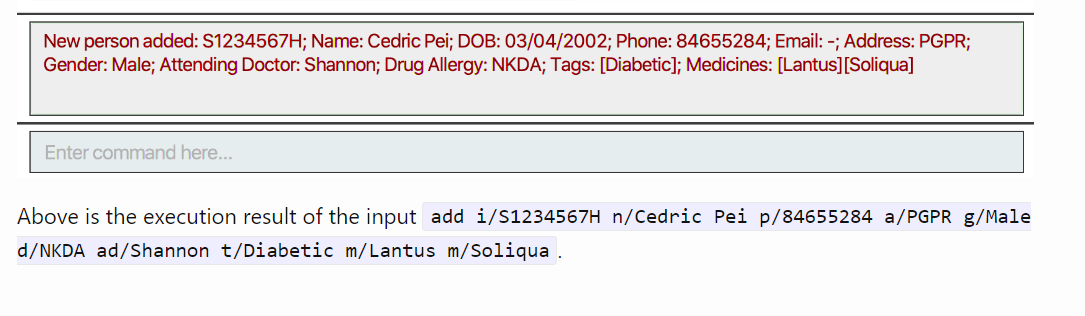 New person added: S1234567H; Name: Cedric Pei; DOB: 03/04/2002; Phone: 84655284; Email: -; Address: PGPR;
Gender: Male; Attending Doctor: Shannon; Drug Allergy: NKDA; Tags: [Diabetic]; Medicines: [Lantus][Soliqua]
Enter command here...
Above is the execution result of the input add i/S1234567H n/Cedric Pei p/84655284 a/PGPR g/Male
d/NKDA ad/Shannon t/Diabetic m/Lantus m/Soliqua.